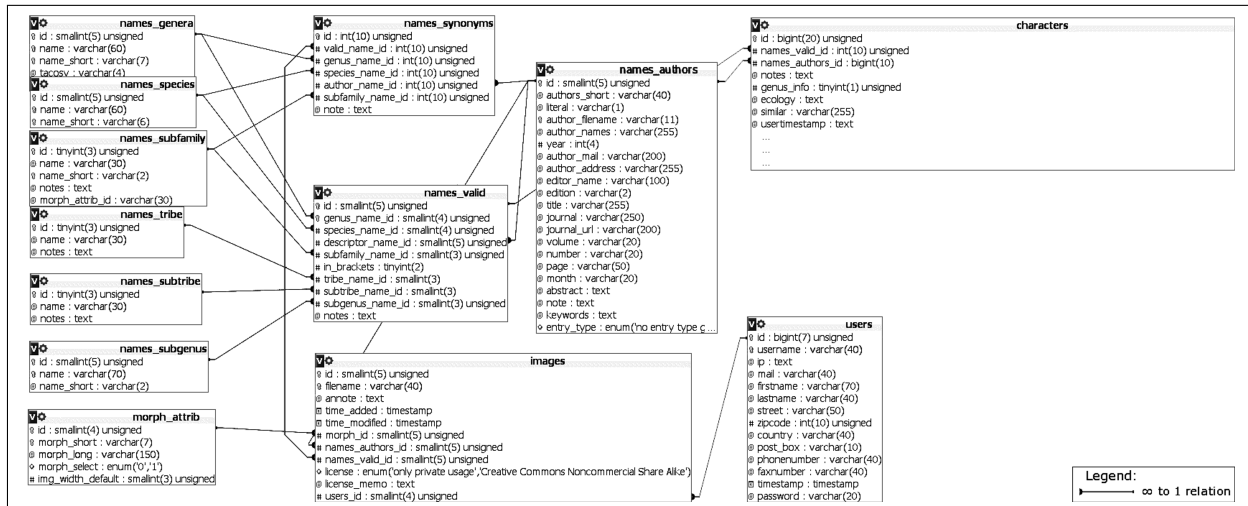 names_genera
id : smallint(5) unsigned
name : varchar(60)
name_short : varchar(7)
tacosy : varchar(4)
names_species
id : smallint(5) unsigned
name : varchar(60)
name_short : varchar(6)
names_subfamily
id : tinyint(3) unsigned
name : varchar(30)
name_short : varchar(2)
notes : text
morph_attrib_id : varchar(30)
names_tribe
id : tinyint(3) unsigned
name : varchar(30)
notes : text
names_subtribe
id : tinyint(3) unsigned
name : varchar(30)
notes : text
names_subgenus
id : smallint(5) unsigned
name : varchar(70)
name_short : varchar(2)
morph_attrib
id : smallint(4) unsigned
morph_short : varchar(7)
morph_long : varchar(150)
morph_select : enum('0','1')
# img_width_default : smallint(3) unsigned
names_synonyms
id : int(10) unsigned
# valid_name_id : int(10) unsigned
# genus_name_id : int(10) unsigned
# species_name_id : int(10) unsigned
# author_name_id : int(10) unsigned
# subfamily_name_id : int(10) unsigned
note : text
names_valid
id : smallint(5) unsigned
# genus_name_id : smallint(4) unsigned
# species_name_id : smallint(4) unsigned
# descriptor_name_id : smallint(5) unsigned
# subfamily_name_id : smallint(3) unsigned
# in_brackets : tinyint(2)
# tribe_name_id : smallint(3)
# subtribe_name_id : smallint(3)
# subgenus_name_id : smallint(3) unsigned
notes : text
images
id : smallint(5) unsigned
filename : varchar(40)
annote : text
time_added : timestamp
time_modified : timestamp
# morph_id : smallint(5) unsigned
# names_authors_id : smallint(5) unsigned
# names_valid_id : smallint(5) unsigned
license : enum('only private usage','Creative Commons Noncommercial Share Alike')
license_memo : text
# users_id : smallint(4) unsigned
names_authors
id : smallint(5) unsigned
authors_short : varchar(40)
literal : varchar(1)
author_filename : varchar(11)
author_names : varchar(255)
# year : int(4)
author_mail : varchar(200)
author_address : varchar(255)
editor_name : varchar(100)
edition : varchar(2)
title : varchar(255)
journal : varchar(250)
journal_url : varchar(200)
volume : varchar(20)
number : varchar(20)
page : varchar(50)
month : varchar(20)
abstract : text
note : text
keywords : text
entry_type : enum('no entry type g ...
characters
id : bigint(20) unsigned
# names_valid_id : int(10) unsigned
# names_authors_id : bigint(10)
notes : text
# genus_info : tinyint(1) unsigned
ecology : text
similar : varchar(255)
usertimestamp : text
...
...
...
users
id : bigint(7) unsigned
username : varchar(40)
ip : text
mail : varchar(40)
firstname : varchar(70)
lastname : varchar(40)
street : varchar(50)
# zipcode : int(10) unsigned
country : varchar(40)
post_box : varchar(10)
phonenumber : varchar(40)
faxnumber : varchar(40)
timestamp : timestamp
password : varchar(20)
Legend:
∞ to 1 relation